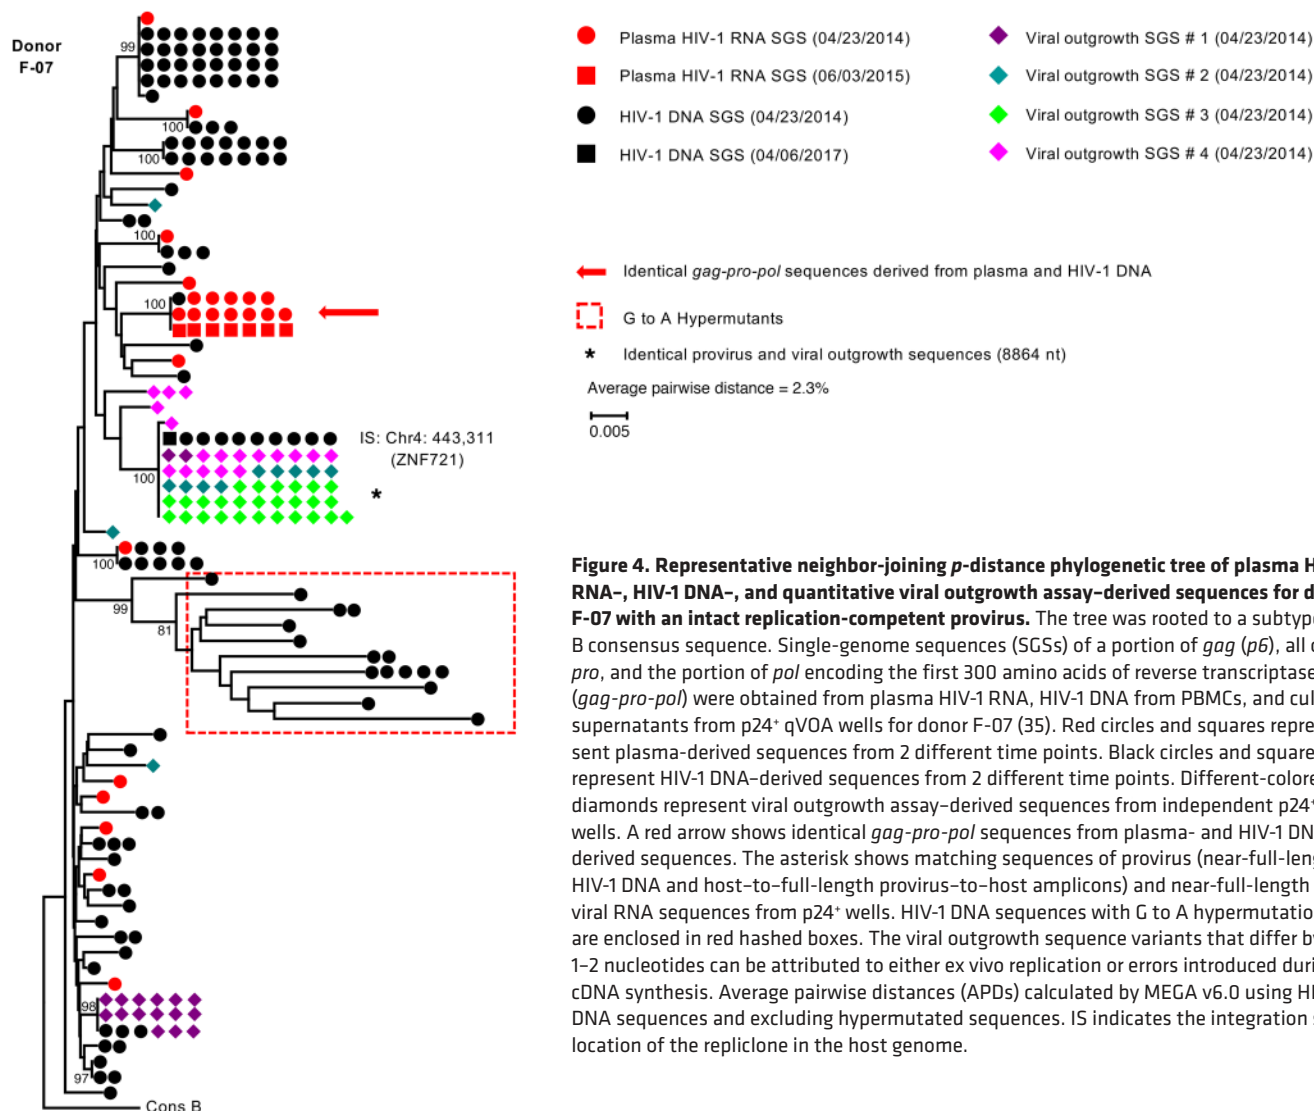 Donor
F-07
99
100
100
100
100
100
100
99
81
98
97
Cons B
IS: Chr4: 443,311
(ZNF721)
*
Plasma HIV-1 RNA SGS (04/23/2014)
Plasma HIV-1 RNA SGS (06/03/2015)
HIV-1 DNA SGS (04/23/2014)
HIV-1 DNA SGS (04/06/2017)
Viral outgrowth SGS # 1 (04/23/2014)
Viral outgrowth SGS # 2 (04/23/2014)
Viral outgrowth SGS # 3 (04/23/2014)
Viral outgrowth SGS # 4 (04/23/2014)
Identical gag-pro-pol sequences derived from plasma and HIV-1 DNA
G to A Hypermutants
* Identical provirus and viral outgrowth sequences (8864 nt)
Average pairwise distance = 2.3%
0.005
Figure 4. Representative neighbor-joining p-distance phylogenetic tree of plasma H
RNA–, HIV-1 DNA–, and quantitative viral outgrowth assay–derived sequences for d
F-07 with an intact replication-competent provirus. The tree was rooted to a subtype
B consensus sequence. Single-genome sequences (SGSs) of a portion of gag (p6), all o
pro, and the portion of pol encoding the first 300 amino acids of reverse transcriptase
(gag-pro-pol) were obtained from plasma HIV-1 RNA, HIV-1 DNA from PBMCs, and cul
supernatants from p24⁺ qVOA wells for donor F-07 (35). Red circles and squares repre
sent plasma-derived sequences from 2 different time points. Black circles and square
represent HIV-1 DNA–derived sequences from 2 different time points. Different-colore
diamonds represent viral outgrowth assay–derived sequences from independent p24⁺
wells. A red arrow shows identical gag-pro-pol sequences from plasma- and HIV-1 DN
derived sequences. The asterisk shows matching sequences of provirus (near-full-leng
HIV-1 DNA and host–to–full-length provirus–to–host amplicons) and near-full-length
viral RNA sequences from p24⁺ wells. HIV-1 DNA sequences with G to A hypermutatio
are enclosed in red hashed boxes. The viral outgrowth sequence variants that differ by
1–2 nucleotides can be attributed to either ex vivo replication or errors introduced duri
cDNA synthesis. Average pairwise distances (APDs) calculated by MEGA v6.0 using HI
DNA sequences and excluding hypermutated sequences. IS indicates the integration s
location of the repliclone in the host genome.